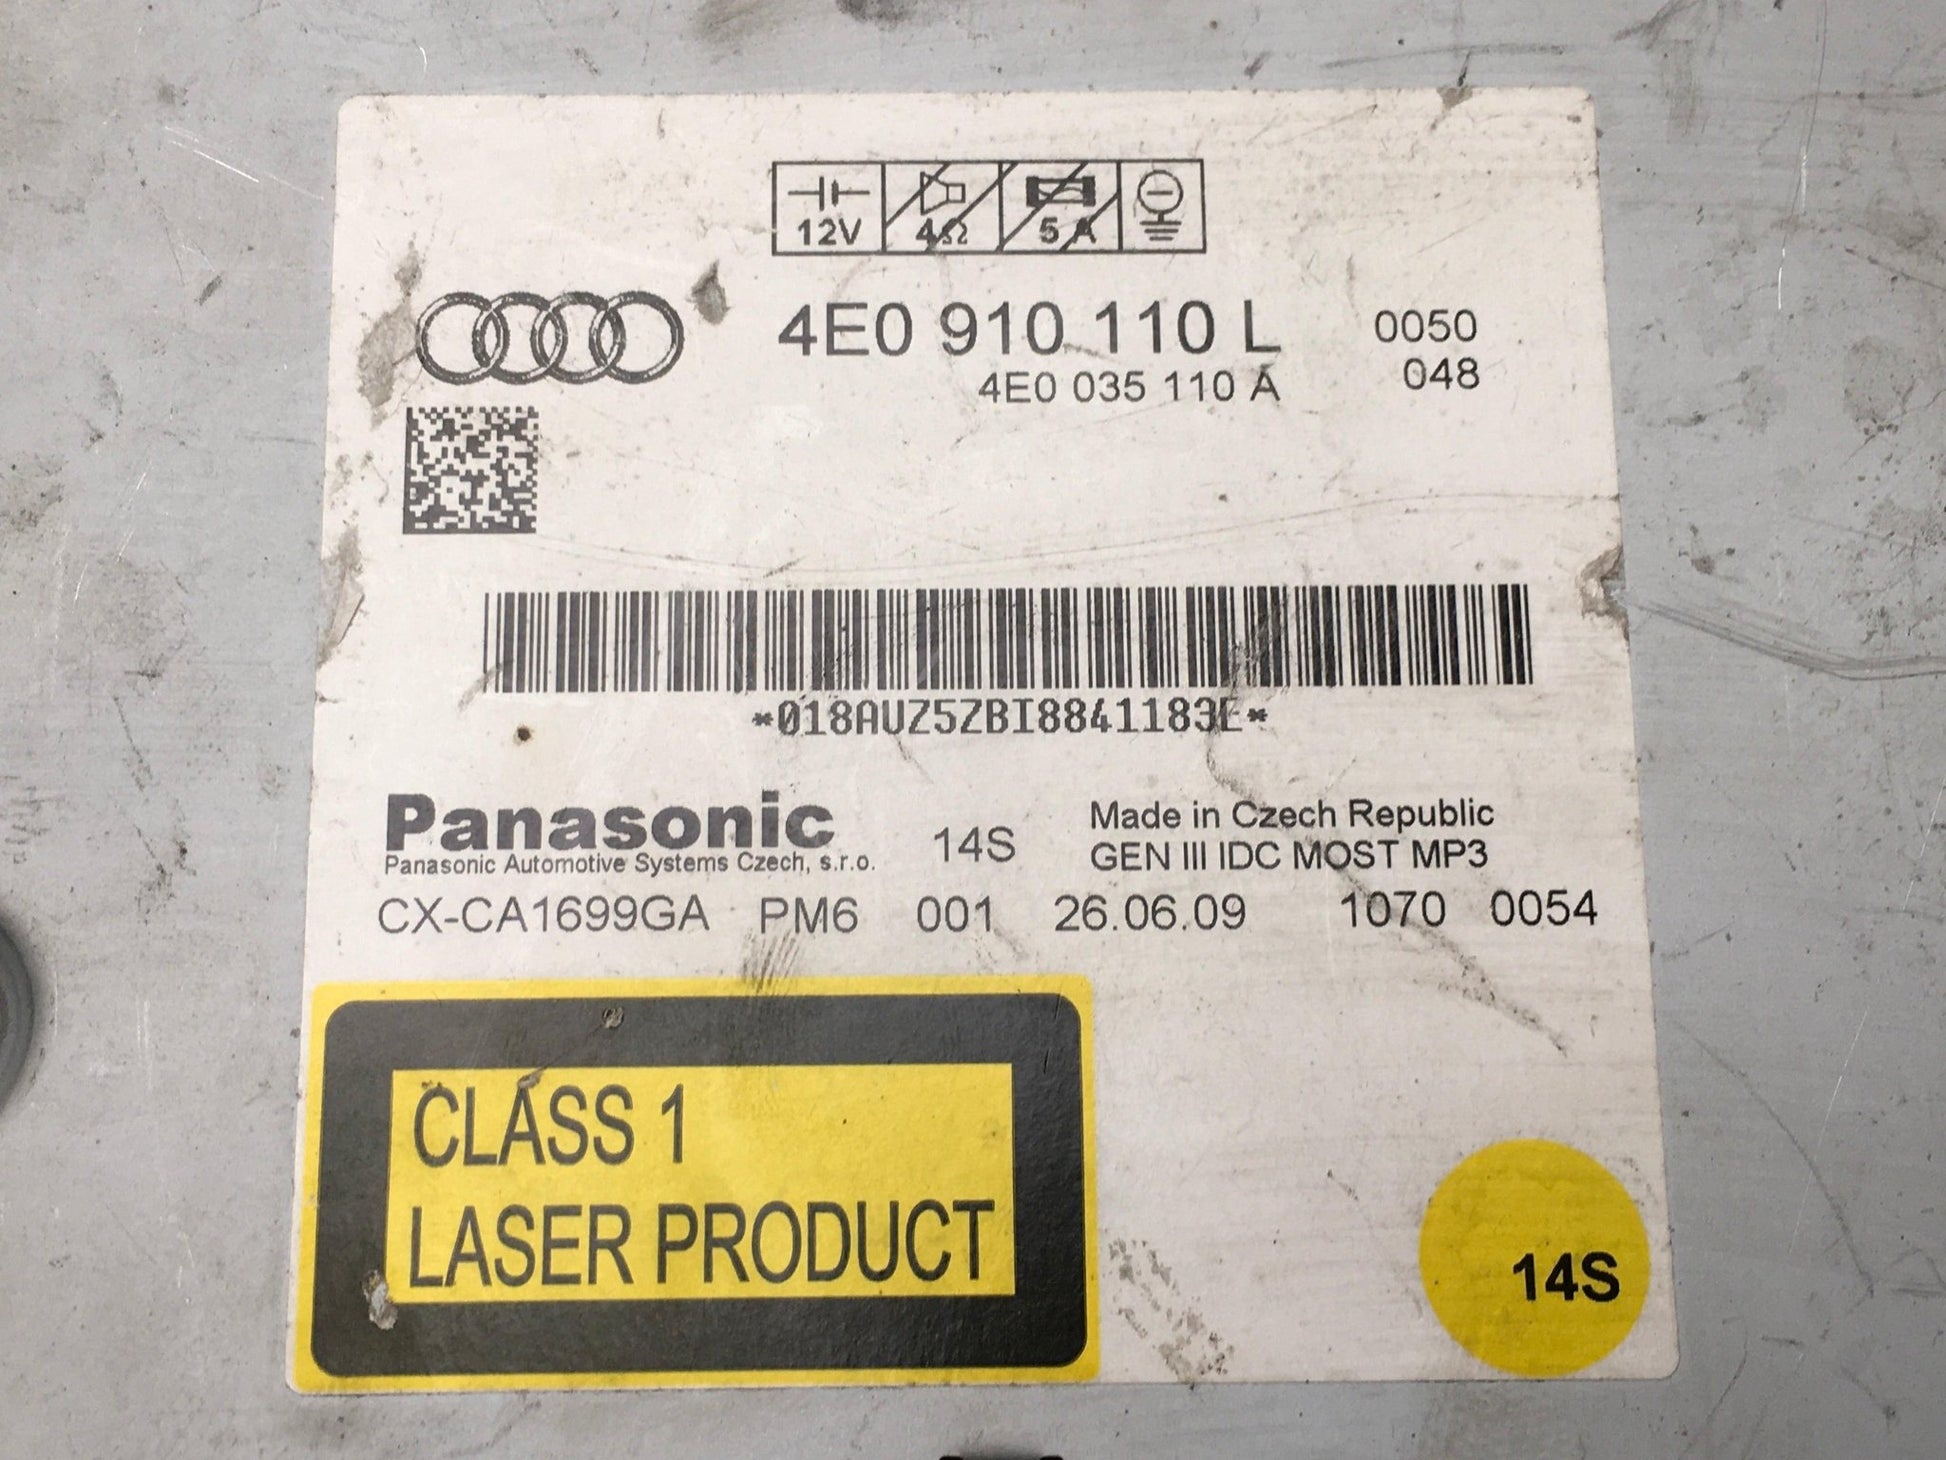 12V 4Ω 5 A
4E0 910 110 L 0050
4E0 035 110 A 048
*018AUZ5ZBI8841183E*
Panasonic
Panasonic Automotive Systems Czech, s.r.o.
14S
Made in Czech Republic
GEN III IDC MOST MP3
CX-CA1699GA PM6 001 26.06.09 1070 0054
CLASS 1
LASER PRODUCT
14S